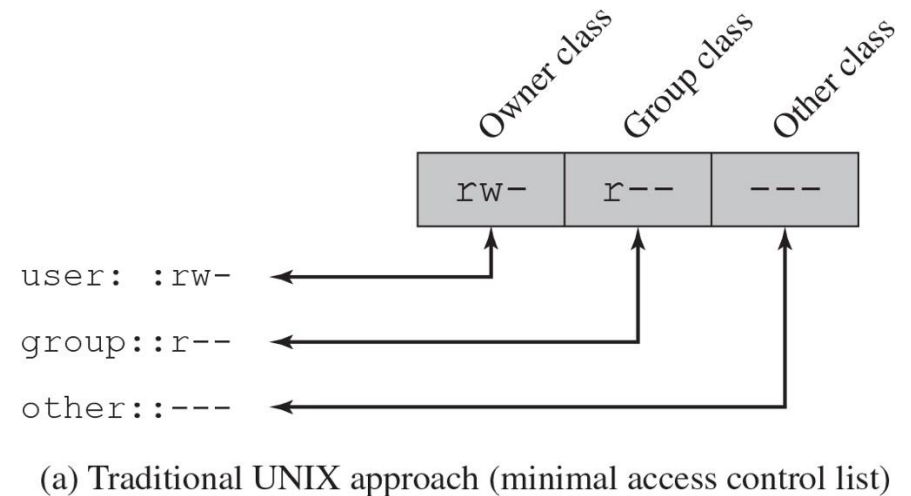 Owner class
Group class
Other class
rw- r-- ---
user: :rw-
group::r--
other::---
(a) Traditional UNIX approach (minimal access control list)